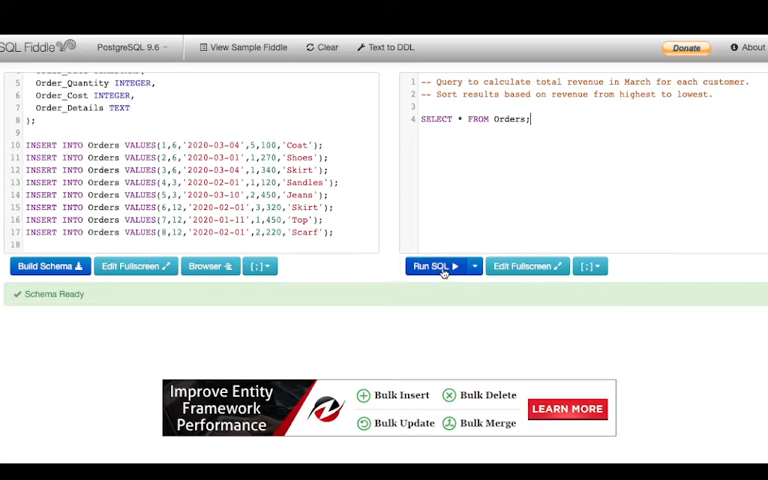 SQL Fiddle
PostgreSQL 9.6
View Sample Fiddle
Clear
Text to DDL
Donate
About
5 Order_Quantity INTEGER,
6 Order_Cost INTEGER,
7 Order_Details TEXT
8 );
9
10 INSERT INTO Orders VALUES(1,6,'2020-03-04',5,100,'Coat');
11 INSERT INTO Orders VALUES(2,6,'2020-03-01',1,270,'Shoes');
12 INSERT INTO Orders VALUES(3,6,'2020-03-04',1,340,'Skirt');
13 INSERT INTO Orders VALUES(4,3,'2020-02-01',1,120,'Sandles');
14 INSERT INTO Orders VALUES(5,3,'2020-03-10',2,450,'Jeans');
15 INSERT INTO Orders VALUES(6,12,'2020-02-01',3,320,'Skirt');
16 INSERT INTO Orders VALUES(7,12,'2020-01-11',1,450,'Top');
17 INSERT INTO Orders VALUES(8,12,'2020-02-01',2,220,'Scarf');
18
1 -- Query to calculate total revenue in March for each customer.
2 -- Sort results based on revenue from highest to lowest.
3
4 SELECT * FROM Orders;
Build Schema
Edit Fullscreen
Browser
[ ; ]
Run SQL
Edit Fullscreen
[ ; ]
Schema Ready
Improve Entity
Framework
Performance
Bulk Insert
Bulk Delete
Bulk Update
Bulk Merge
LEARN MORE